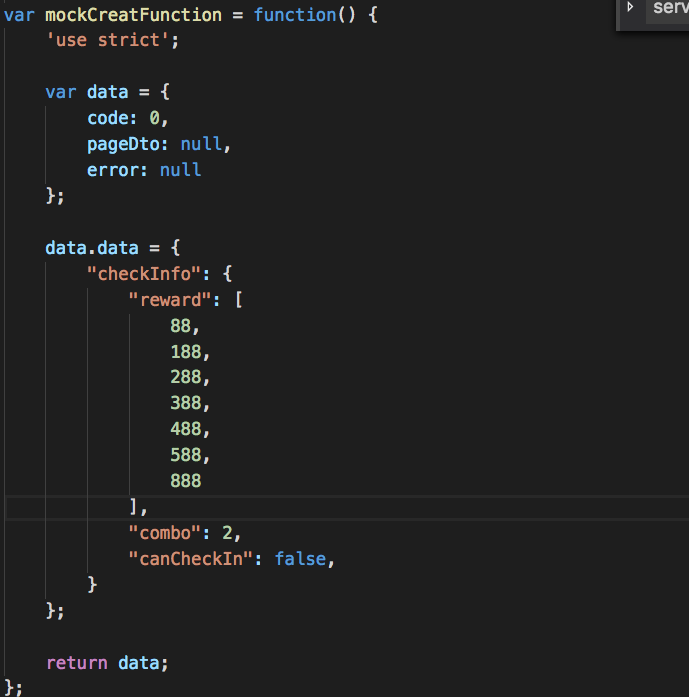 var mockCreatFunction = function() {
    'use strict';
    var data = {
        code: 0,
        pageDto: null,
        error: null
    };
    data.data = {
        "checkInfo": {
            "reward": [
                88,
                188,
                288,
                388,
                488,
                588,
                888
            ],
            "combo": 2,
            "canCheckIn": false,
        }
    };
    return data;
};
serv